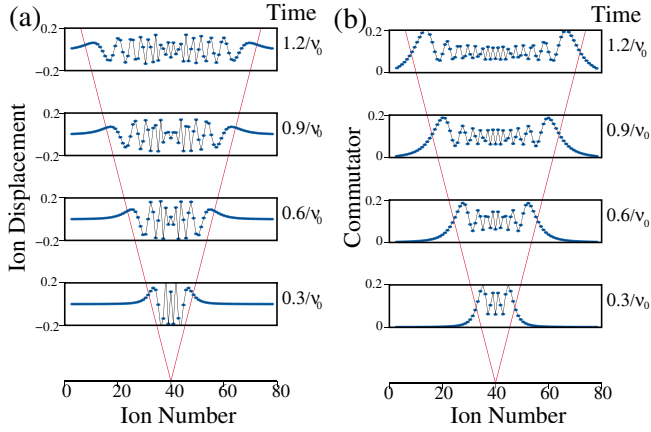 (a)
Time
0.2
−0.2
1.2/ν₀
0.2
−0.2
0.9/ν₀
0.2
−0.2
0.6/ν₀
0.2
−0.2
0.3/ν₀
Ion Displacement
0 20 40 60 80
Ion Number
(b)
Time
0.2
0
1.2/ν₀
0.2
0
0.9/ν₀
0.2
0
0.6/ν₀
0.2
0
0.3/ν₀
Commutator
0 20 40 60 80
Ion Number